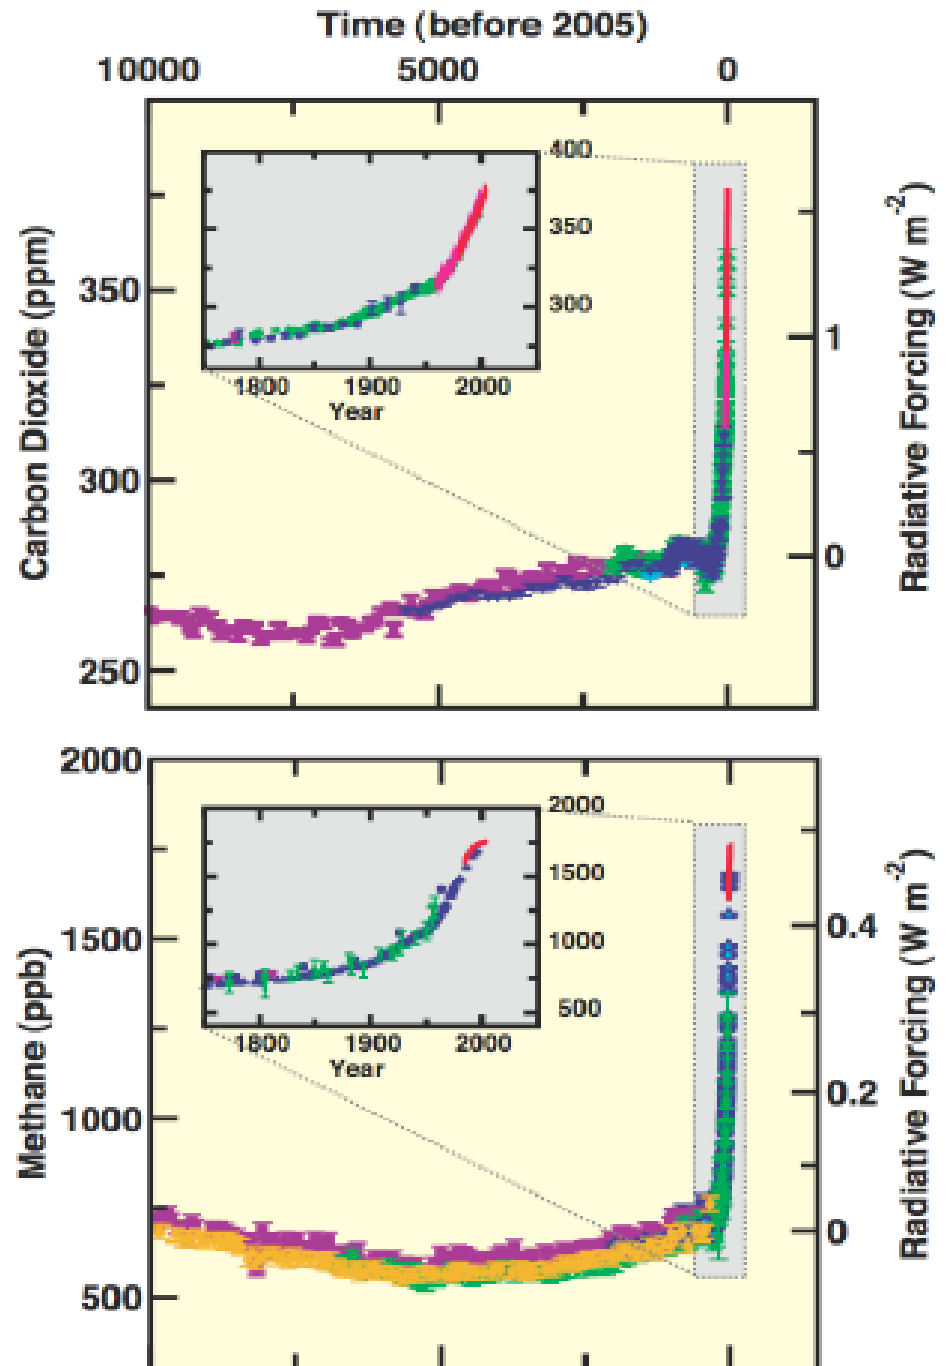 Time (before 2005)
10000 5000 0
Carbon Dioxide (ppm)
350
300
250
400
350
300
1800 1900 2000
Year
1
0
Radiative Forcing (W m-2)
Methane (ppb)
2000
1500
1000
500
2000
1500
1000
500
1800 1900 2000
Year
0.4
0.2
0
Radiative Forcing (W m-2)